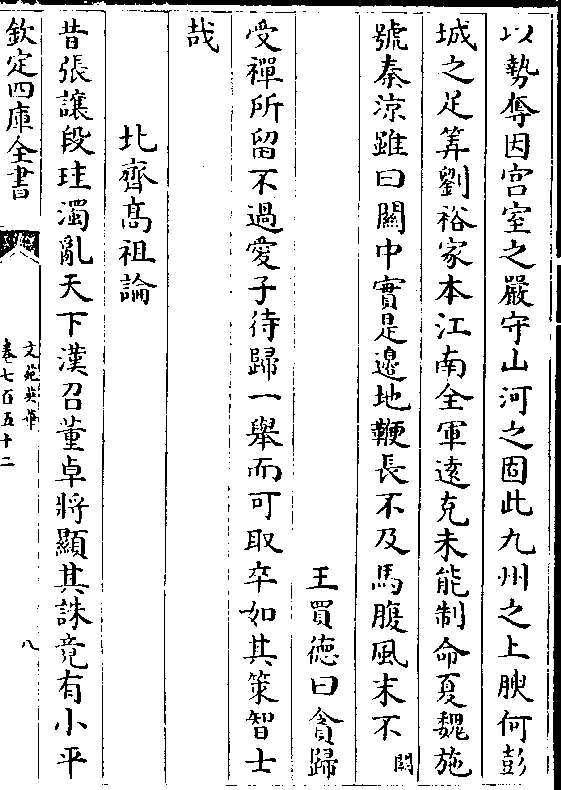 以勢奪因宫室之嚴守山河之固此九州之上腴何彭
城之足筭劉裕家本江南全軍遠克未能制命夏魏施
號秦涼雖曰關中實是邊地鞭長不及馬腹風末不闕
王買德曰貪歸
受禪所留不過愛子待歸一舉而可取卒如其策智士
哉
北齊髙祖論
昔張讓段珪濁亂天下漢召董卓將顯其誅竟有小平
欽定四庫全書
文苑英華
卷七百五十二
八